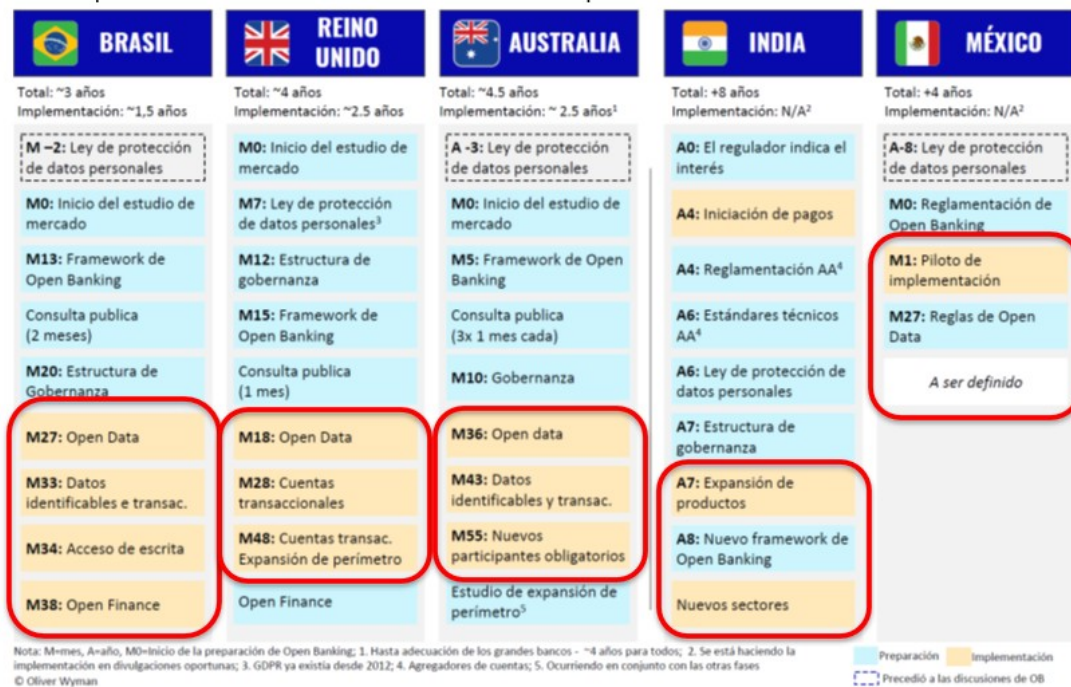 BRASIL
Total: ~3 años
Implementación: ~1,5 años
M –2: Ley de protección
de datos personales
M0: Inicio del estudio de
mercado
M13: Framework de
Open Banking
Consulta publica
(2 meses)
M20: Estructura de
Gobernanza
M27: Open Data
M33: Datos
identificables e transac.
M34: Acceso de escrita
M38: Open Finance
REINO
UNIDO
Total: ~4 años
Implementación: ~2.5 años
M0: Inicio del estudio de
mercado
M7: Ley de protección
de datos personales³
M12: Estructura de
gobernanza
M15: Framework de
Open Banking
Consulta publica
(1 mes)
M18: Open Data
M28: Cuentas
transaccionales
M48: Cuentas transac.
Expansión de perímetro
Open Finance
AUSTRALIA
Total: ~4.5 años
Implementación: ~ 2.5 años¹
A -3: Ley de protección
de datos personales
M0: Inicio del estudio de
mercado
M5: Framework de Open
Banking
Consulta publica
(3x 1 mes cada)
M10: Gobernanza
M36: Open data
M43: Datos
identificables y transac.
M55: Nuevos
participantes obligatorios
Estudio de expansión de
perímetro⁵
INDIA
Total: +8 años
Implementación: N/A²
A0: El regulador indica el
interés
A4: Iniciación de pagos
A4: Reglamentación AA⁴
A6: Estándares técnicos
AA⁴
A6: Ley de protección de
datos personales
A7: Estructura de
gobernanza
A7: Expansión de
productos
A8: Nuevo framework de
Open Banking
Nuevos sectores
MÉXICO
Total: +4 años
Implementación: N/A²
A-8: Ley de protección
de datos personales
M0: Reglamentación de
Open Banking
M1: Piloto de
implementación
M27: Reglas de Open
Data
A ser definido
Nota: M=mes, A=año, M0=Inicio de la preparación de Open Banking; 1. Hasta adecuación de los grandes bancos - ~4 años para todos; 2. Se está haciendo la
implementación en divulgaciones oportunas; 3. GDPR ya existia desde 2012; 4. Agregadores de cuentas; 5. Ocurriendo en conjunto con las otras fases
© Oliver Wyman
Preparación
Implementación
Precedió a las discusiones de OB